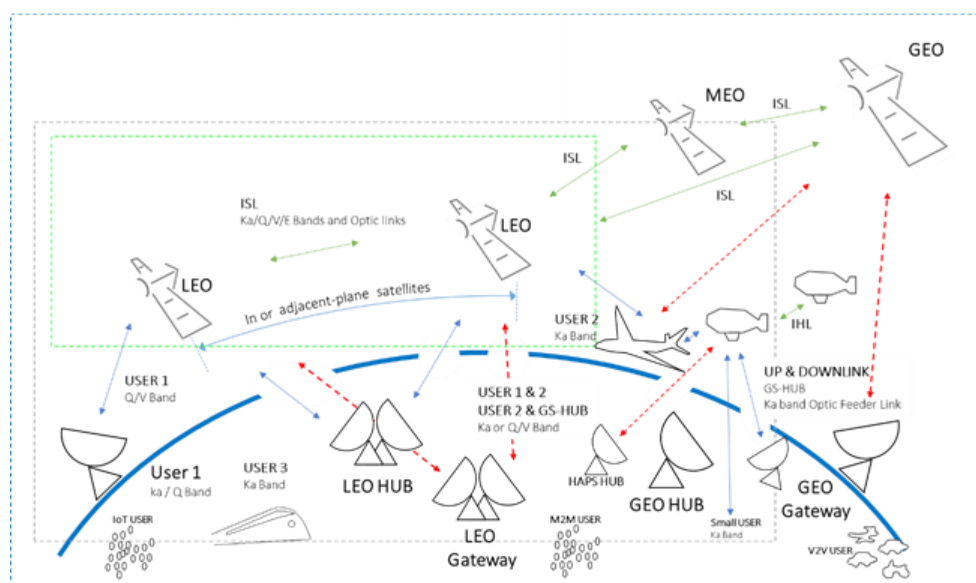 GEO
MEO
ISL
ISL
ISL
ISL
Ka/Q/V/E Bands and Optic links
LEO
LEO
In or adjacent-plane satellites
IHL
USER 2
Ka Band
USER 1
Q/V Band
USER 1 & 2
USER 2 & GS-HUB
Ka or Q/V Band
UP & DOWNLINK
GS-HUB
Ka band Optic Feeder Link
User 1
ka / Q Band
USER 3
Ka Band
LEO HUB
HAPS HUB
GEO HUB
GEO
Gateway
IoT USER
LEO
Gateway
M2M USER
Small USER
Ka Band
V2V USER